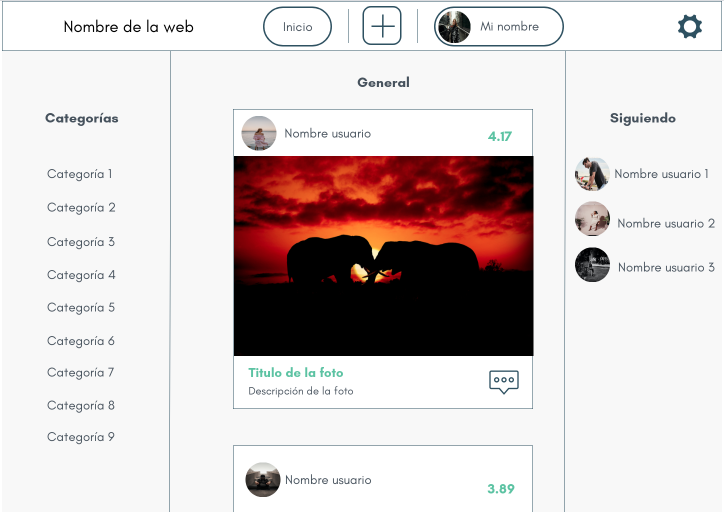 Nombre de la web
Inicio
Mi nombre
Categorías
Categoría 1
Categoría 2
Categoría 3
Categoría 4
Categoría 5
Categoría 6
Categoría 7
Categoría 8
Categoría 9
General
Nombre usuario
4.17
Titulo de la foto
Descripción de la foto
Nombre usuario
3.89
Siguiendo
Nombre usuario 1
Nombre usuario 2
Nombre usuario 3